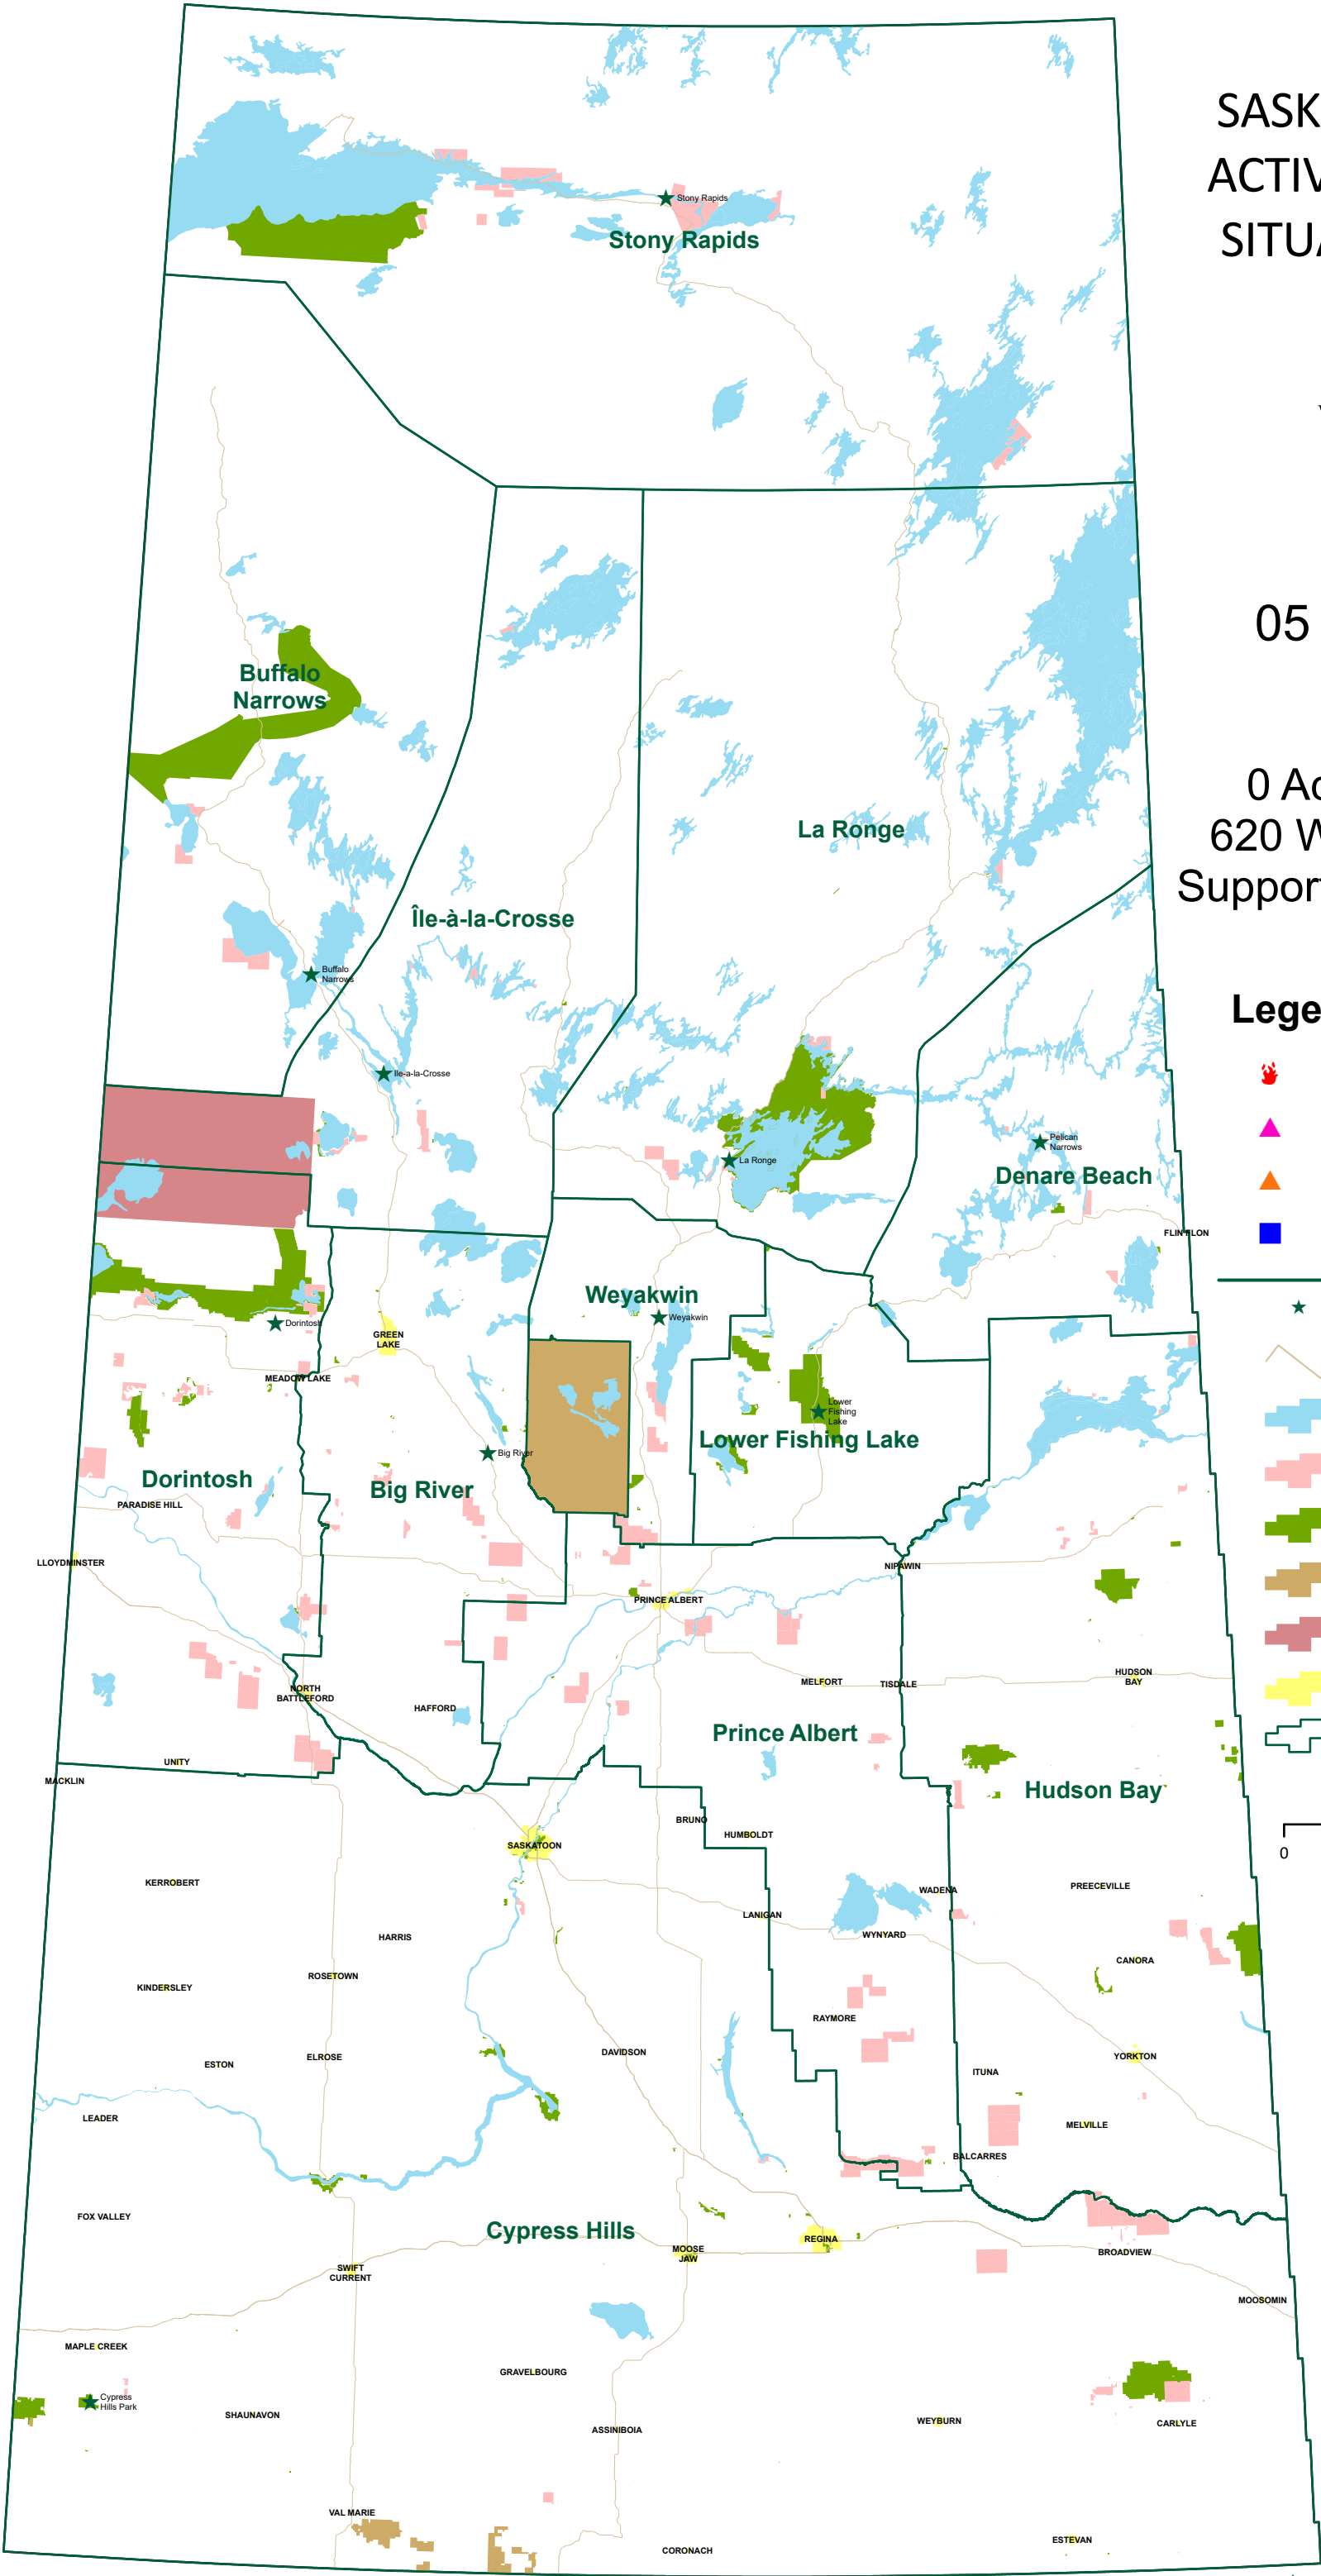 SASK
ACTIV
SITUA
Stony Rapids
Stony Rapids
05
Buffalo
Narrows
0 Ac
620 W
Support
La Ronge
Île-à-la-Crosse
Buffalo
Narrows
Lege
Ile-a-la-Crosse
Pelican
Narrows
La Ronge
Denare Beach
FLIN FLON
Weyakwin
Weyakwin
Dorintosh
GREEN
LAKE
MEADOW LAKE
Lower
Fishing
Lake
Lower Fishing Lake
Big River
Dorintosh
Big River
PARADISE HILL
LLOYDMINSTER
NIPAWIN
PRINCE ALBERT
HUDSON
BAY
MELFORT
TISDALE
NORTH
BATTLEFORD
HAFFORD
Prince Albert
UNITY
MACKLIN
Hudson Bay
BRUNO
HUMBOLDT
SASKATOON
0
KERROBERT
PREECEVILLE
WADENA
LANIGAN
WYNYARD
HARRIS
CANORA
ROSETOWN
KINDERSLEY
RAYMORE
DAVIDSON
YORKTON
ELROSE
ESTON
ITUNA
LEADER
MELVILLE
BALCARRES
FOX VALLEY
Cypress Hills
REGINA
MOOSE
JAW
BROADVIEW
SWIFT
CURRENT
MOOSOMIN
MAPLE CREEK
GRAVELBOURG
Cypress
Hills Park
SHAUNAVON
WEYBURN
CARLYLE
ASSINIBOIA
VAL MARIE
ESTEVAN
CORONACH